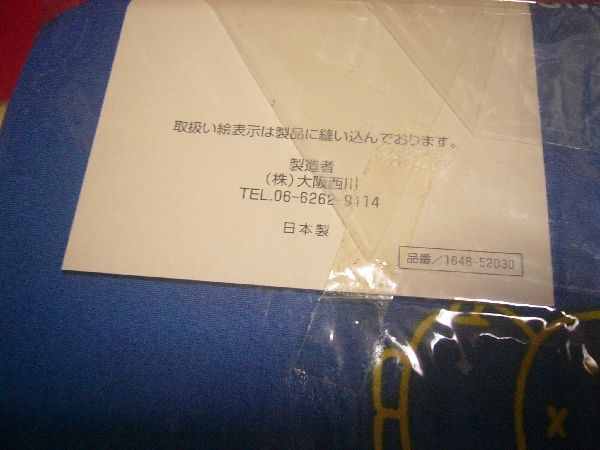 取扱い絵表示は製品に縫い込んでおります。
製造者
(株)大阪西川
TEL.06-6262-9114
日本製
品番/1648-52030